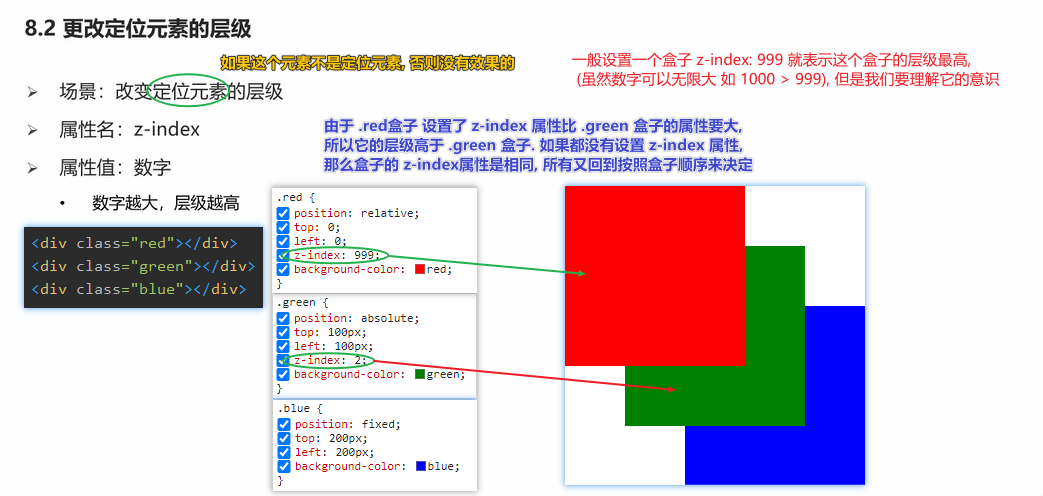 8.2 更改定位元素的层级
如果这个元素不是定位元素, 否则没有效果的
一般设置一个盒子 z-index: 999 就表示这个盒子的层级最高,
(虽然数字可以无限大 如 1000 > 999), 但是我们要理解它的意识
➢ 场景：改变定位元素的层级
➢ 属性名：z-index
➢ 属性值：数字
• 数字越大，层级越高
由于 .red盒子 设置了 z-index 属性比 .green 盒子的属性要大,
所以它的层级高于 .green 盒子. 如果都没有设置 z-index 属性,
那么盒子的 z-index属性是相同, 所有又回到按照盒子顺序来决定
<div class="red"></div>
<div class="green"></div>
<div class="blue"></div>
.red {
position: relative;
top: 0;
left: 0;
z-index: 999;
background-color: red;
}
.green {
position: absolute;
top: 100px;
left: 100px;
z-index: 2;
background-color: green;
}
.blue {
position: fixed;
top: 200px;
left: 200px;
background-color: blue;
}